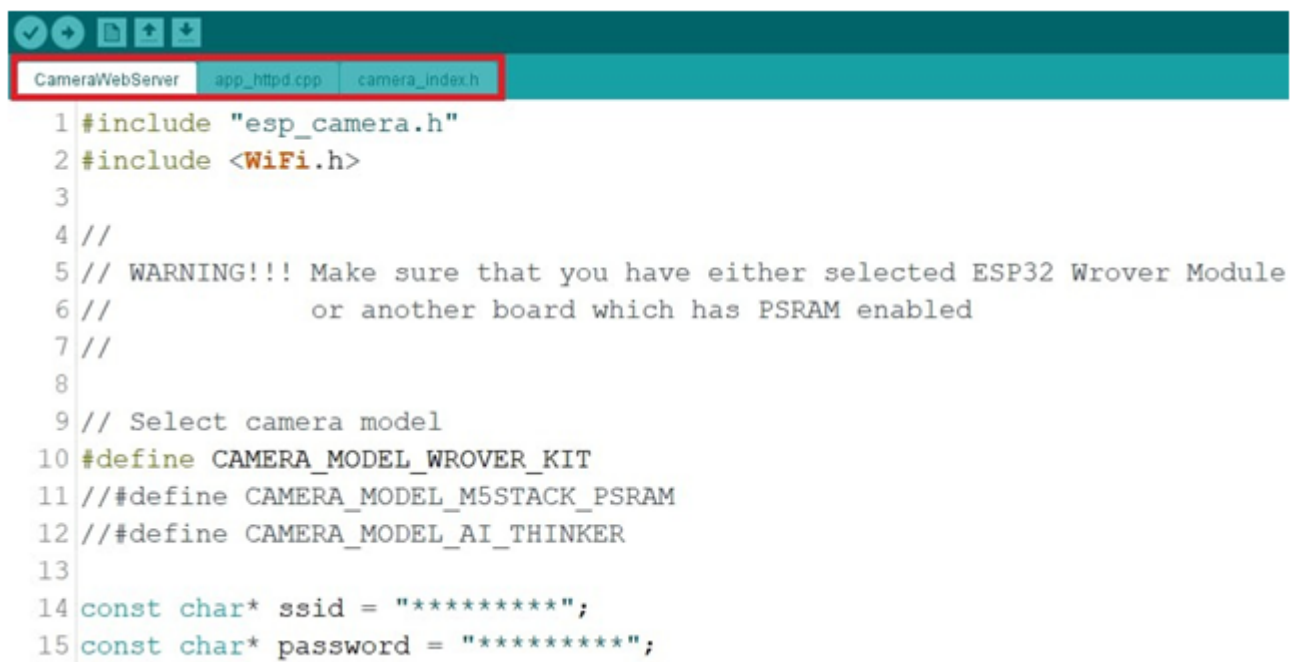 CameraWebServer app_httpd.cpp camera_index.h
1 #include "esp_camera.h"
2 #include <WiFi.h>
3
4 //
5 // WARNING!!! Make sure that you have either selected ESP32 Wrover Module
6 //            or another board which has PSRAM enabled
7 //
8
9 // Select camera model
10 #define CAMERA_MODEL_WROVER_KIT
11 //#define CAMERA_MODEL_M5STACK_PSRAM
12 //#define CAMERA_MODEL_AI_THINKER
13
14 const char* ssid = "*********";
15 const char* password = "*********";